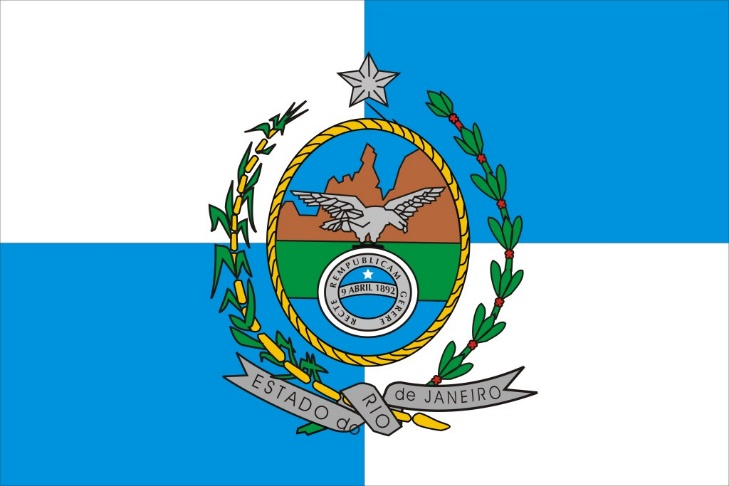 RECTE REMPUBLICAM GERERE
9 ABRIL 1892
ESTADO do RIO de JANEIRO